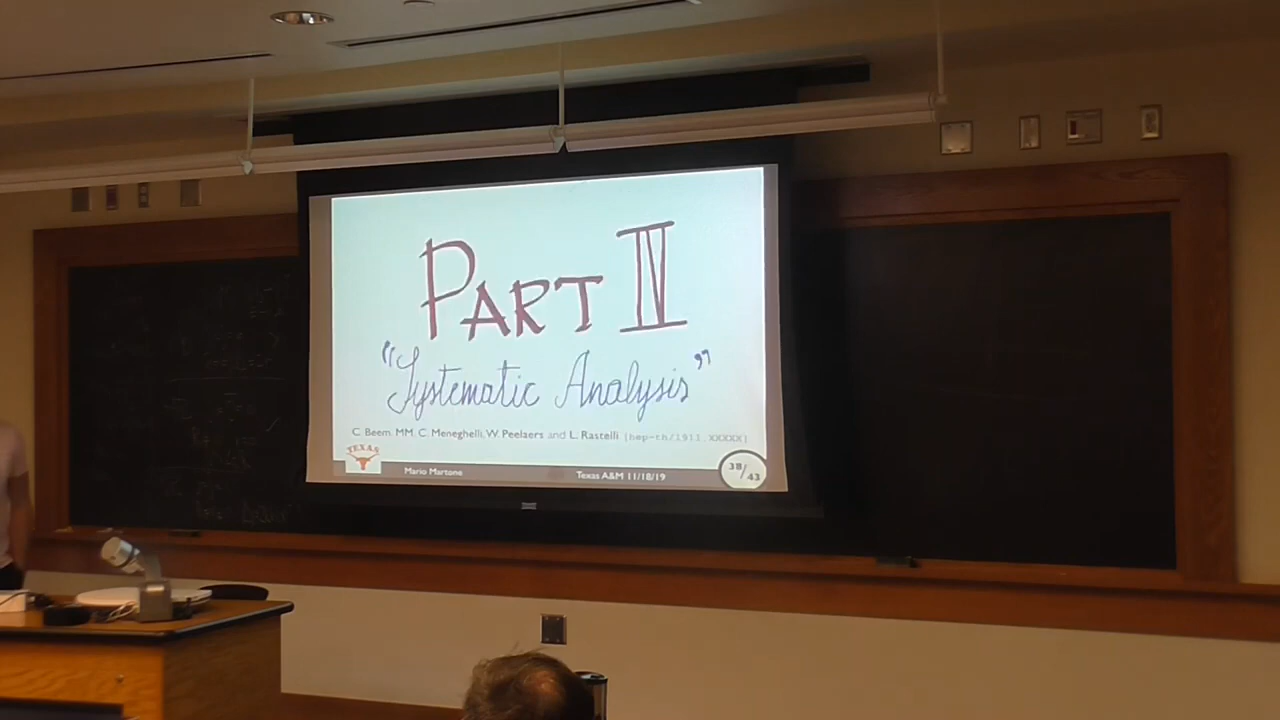 PART IV
"Systematic Analysis"
C. Beem, MM, C. Meneghelli, W. Peelaers and L. Rastelli [hep-th/1911.XXXXX]
TEXAS
Mario Martone
Texas A&M 11/18/19
38/43